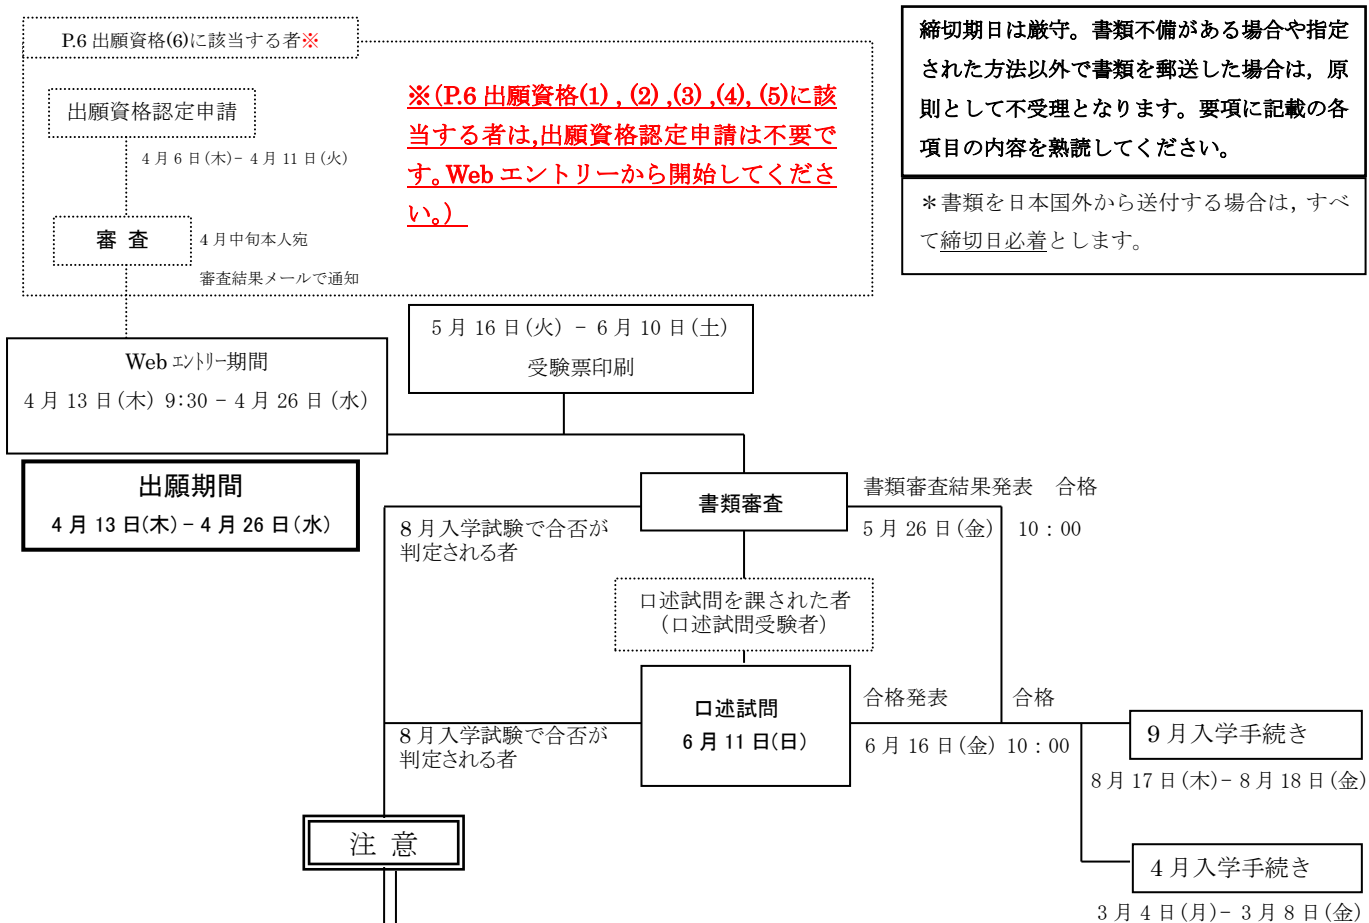 P.6 出願資格(6)に該当する者※
出願資格認定申請
4 月 6 日(木)- 4 月 11 日(火)
審 査
4 月中旬本人宛
審査結果メールで通知
※(P.6 出願資格(1) , (2) ,(3) ,(4), (5)に該
当する者は,出願資格認定申請は不要で
す。Web エントリーから開始してくださ
い。)
締切期日は厳守。書類不備がある場合や指定
された方法以外で書類を郵送した場合は，原
則として不受理となります。要項に記載の各
項目の内容を熟読してください。
＊書類を日本国外から送付する場合は，すべ
て締切日必着とします。
5 月 16 日(火) - 6 月 10 日(土)
受験票印刷
Web エントリー期間
4 月 13 日(木) 9:30 - 4 月 26 日(水)
出願期間
4 月 13 日(木) - 4 月 26 日(水)
書類審査
書類審査結果発表 合格
5 月 26 日(金) 10：00
8 月入学試験で合否が
判定される者
口述試問を課された者
(口述試問受験者)
口述試問
6 月 11 日(日)
合格発表 合格
6 月 16 日(金) 10：00
8 月入学試験で合否が
判定される者
9 月入学手続き
8 月 17 日(木)- 8 月 18 日(金)
注 意
4 月入学手続き
3 月 4 日(月)- 3 月 8 日(金)